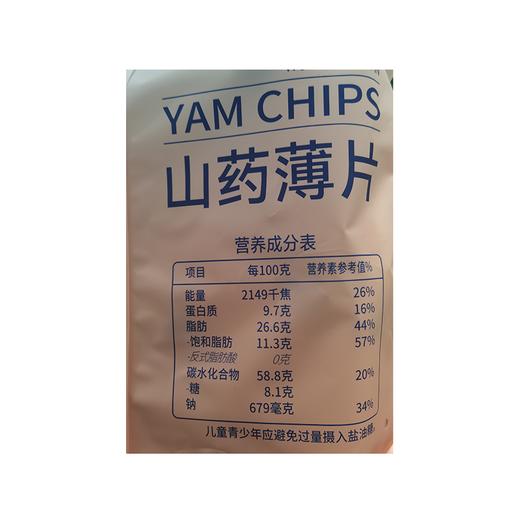 YAM CHIPS
山药薄片
营养成分表
项目 每100克 营养素参考值%
能量 2149千焦 26%
蛋白质 9.7克 16%
脂肪 26.6克 44%
-饱和脂肪 11.3克 57%
-反式脂肪酸 0克
碳水化合物 58.8克 20%
-糖 8.1克
钠 679毫克 34%
儿童青少年应避免过量摄入盐油糖